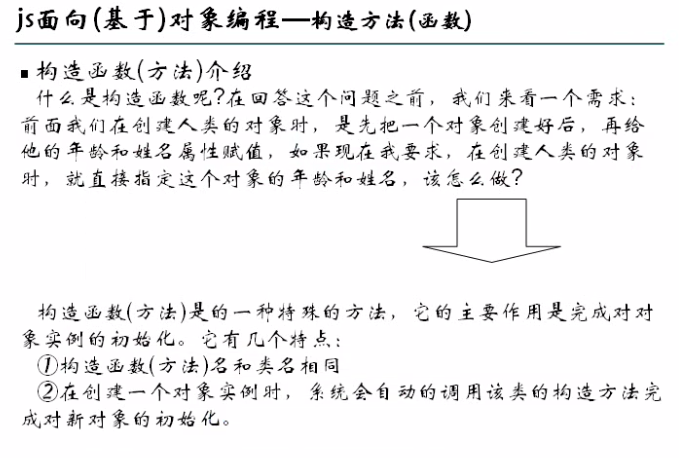 js面向(基于)对象编程—构造方法(函数)
■ 构造函数(方法)介绍
什么是构造函数呢?在回答这个问题之前，我们来看一个需求：
前面我们在创建人类的对象时，是先把一个对象创建好后，再给
他的年龄和姓名属性赋值，如果现在我要求，在创建人类的对象
时，就直接指定这个对象的年龄和姓名，该怎么做?
构造函数(方法)是的一种特殊的方法，它的主要作用是完成对对
象实例的初始化。它有几个特点：
①构造函数(方法)名和类名相同
②在创建一个对象实例时，系统会自动的调用该类的构造方法完
成对新对象的初始化。